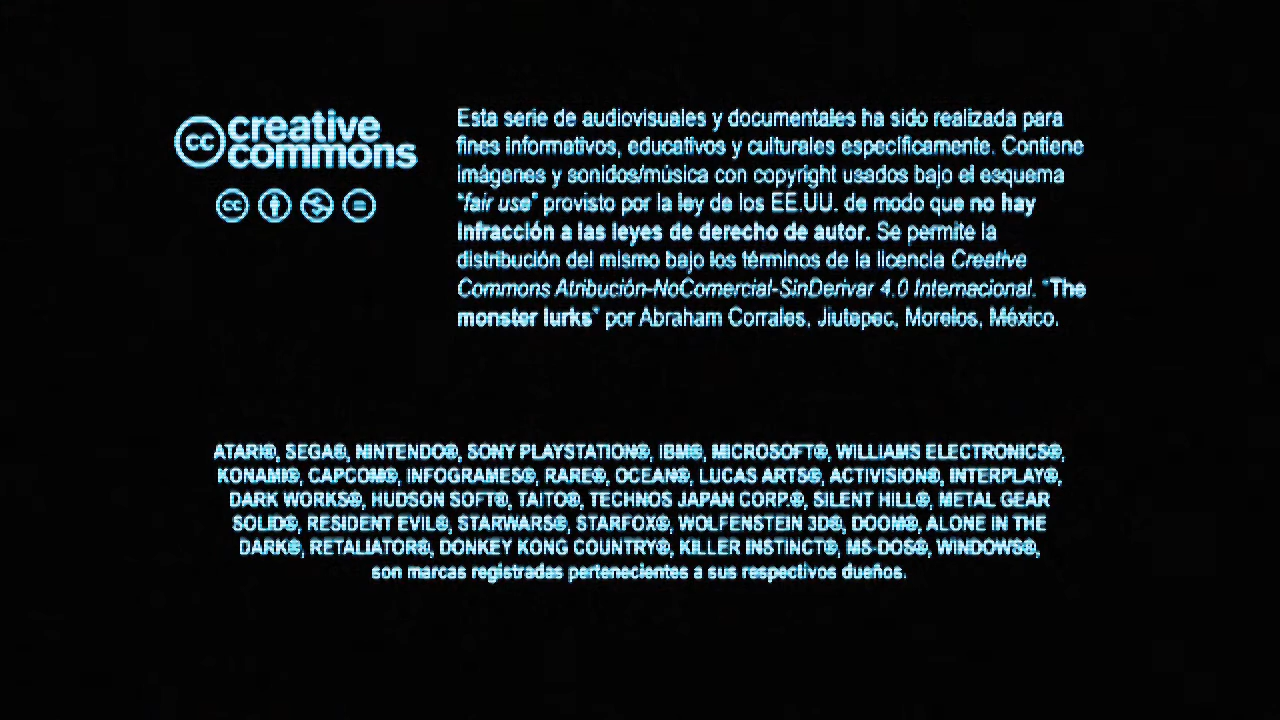 cc creative commons
cc
Esta serie de audiovisuales y documentales ha sido realizada para
fines informativos, educativos y culturales específicamente. Contiene
imágenes y sonidos/música con copyright usados bajo el esquema
"fair use" provisto por la ley de los EE.UU. de modo que no hay
infracción a las leyes de derecho de autor. Se permite la
distribución del mismo bajo los términos de la licencia Creative
Commons Atribución-NoComercial-SinDerivar 4.0 Internacional. "The
monster lurks" por Abraham Corrales. Jiutepec, Morelos, México.
ATARI®, SEGA®, NINTENDO®, SONY PLAYSTATION®, IBM®, MICROSOFT®, WILLIAMS ELECTRONICS®,
KONAMI®, CAPCOM®, INFOGRAMES®, RARE®, OCEAN®, LUCAS ARTS®, ACTIVISION®, INTERPLAY®,
DARK WORKS®, HUDSON SOFT®, TAITO®, TECHNOS JAPAN CORP.®, SILENT HILL®, METAL GEAR
SOLID®, RESIDENT EVIL®, STARWARS®, STARFOX®, WOLFENSTEIN 3D®, DOOM®, ALONE IN THE
DARK®, RETALIATOR®, DONKEY KONG COUNTRY®, KILLER INSTINCT®, MS-DOS®, WINDOWS®,
son marcas registradas pertenecientes a sus respectivos dueños.